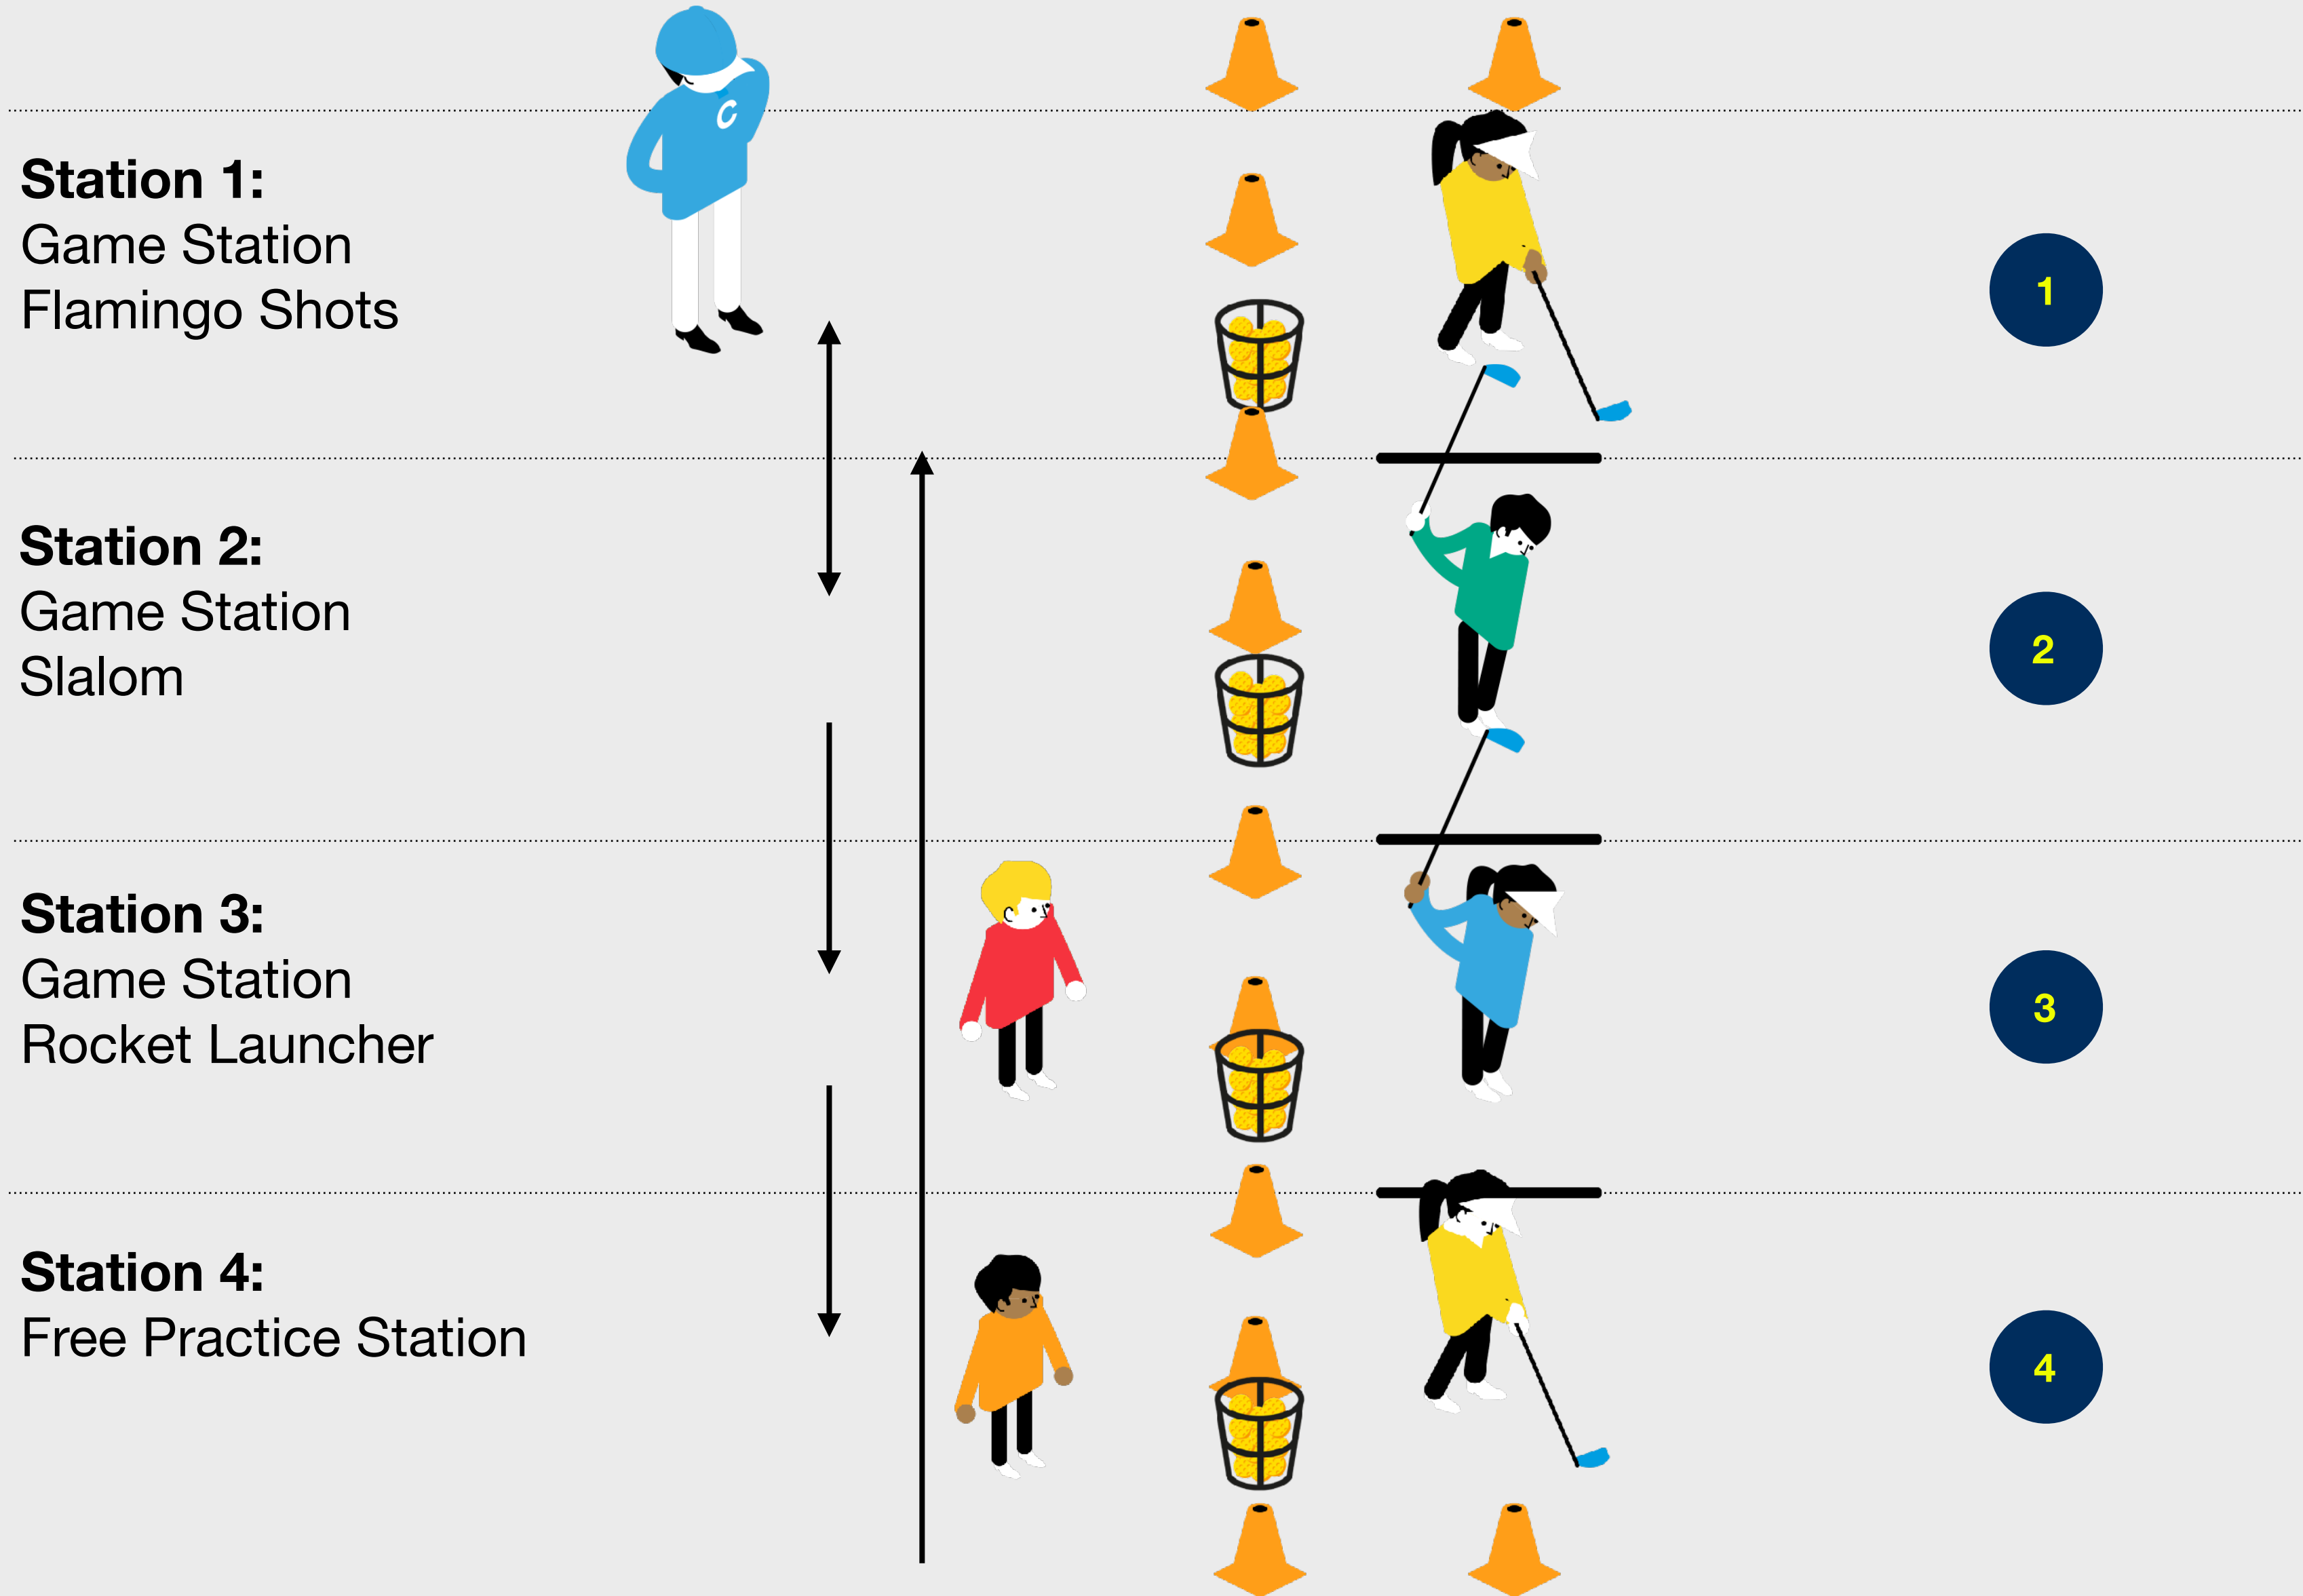 Station 1:
Game Station
Flamingo Shots
1
C
Station 2:
Game Station
Slalom
2
Station 3:
Game Station
Rocket Launcher
3
Station 4:
Free Practice Station
4